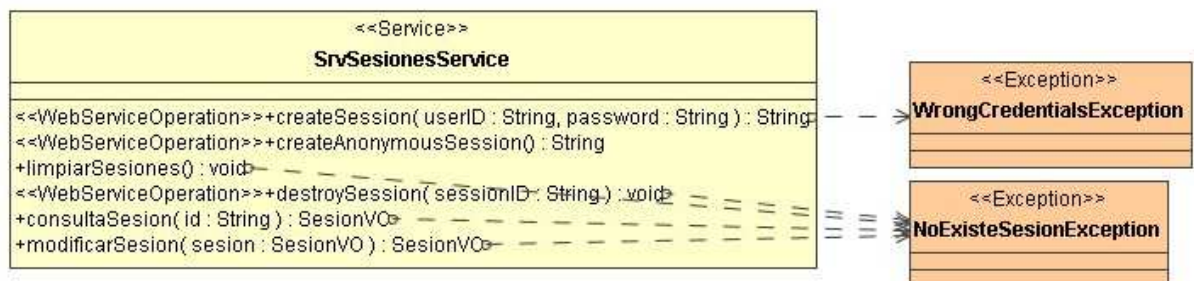 <<Service>>
SrvSesionesService
<<WebServiceOperation>>+createSession( userID : String, password : String ) : String
<<WebServiceOperation>>+createAnonymousSession() : String
+limpiarSesiones() : void
<<WebServiceOperation>>+destroySession( sessionID : String ) : void
+consultaSesion( id : String ) : SesionVO
+modificarSesion( sesion : SesionVO ) : SesionVO
<<Exception>>
WrongCredentialsException
<<Exception>>
NoExisteSesionException